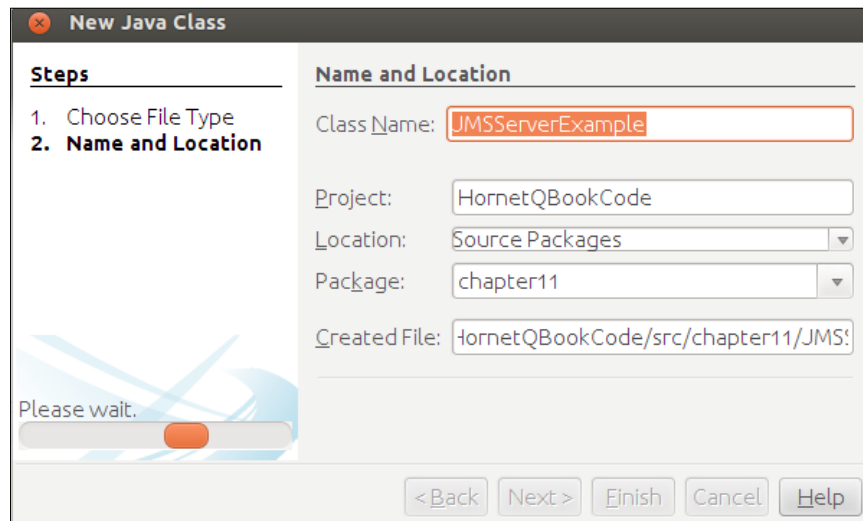 New Java Class
Steps
1. Choose File Type
2. Name and Location
Please wait.
Name and Location
Class Name: JMSServerExample
Project: HornetQBookCode
Location: Source Packages
Package: chapter11
Created File: HornetQBookCode/src/chapter11/JMSS
< Back Next > Finish Cancel Help